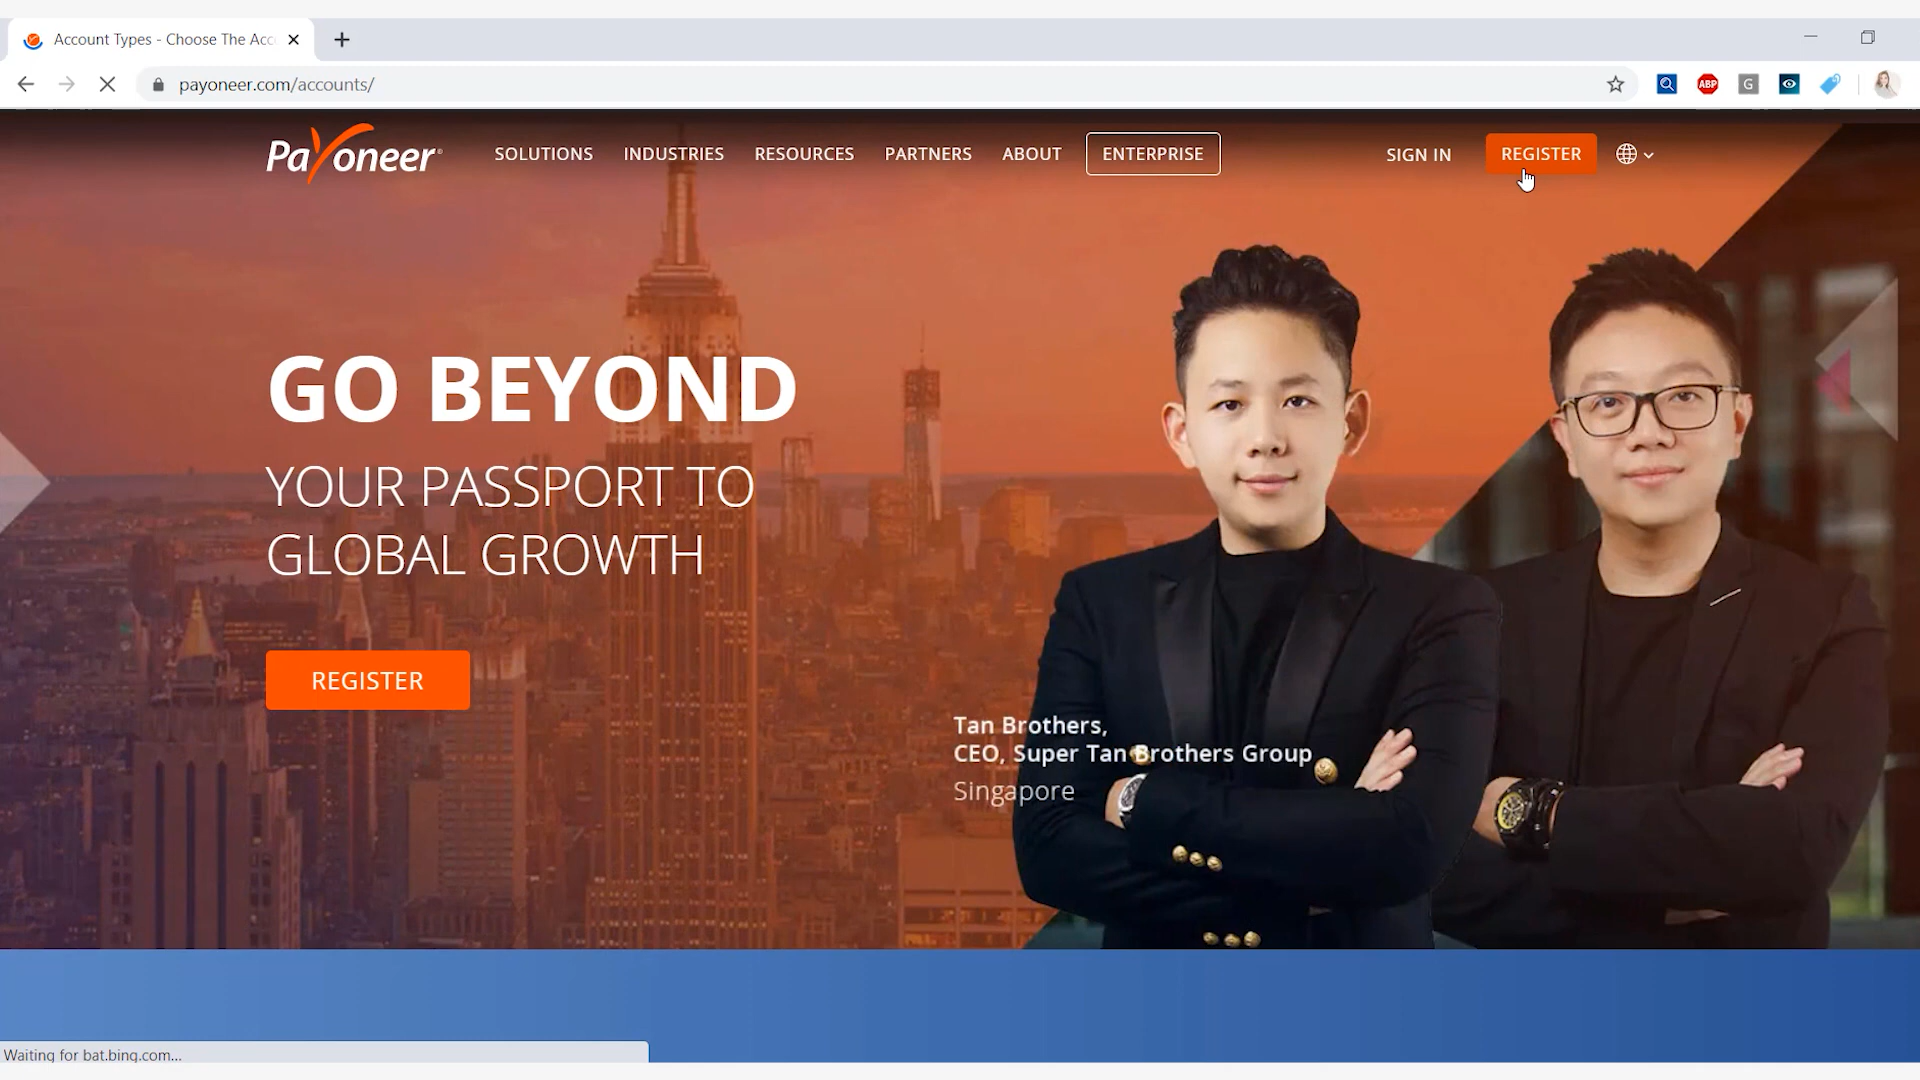 Account Types - Choose The Acc
payoneer.com/accounts/
ABP
G
Payoneer
SOLUTIONS
INDUSTRIES
RESOURCES
PARTNERS
ABOUT
ENTERPRISE
SIGN IN
REGISTER
GO BEYOND
YOUR PASSPORT TO
GLOBAL GROWTH
REGISTER
Tan Brothers,
CEO, Super Tan Brothers Group
Singapore
Waiting for bat.bing.com...